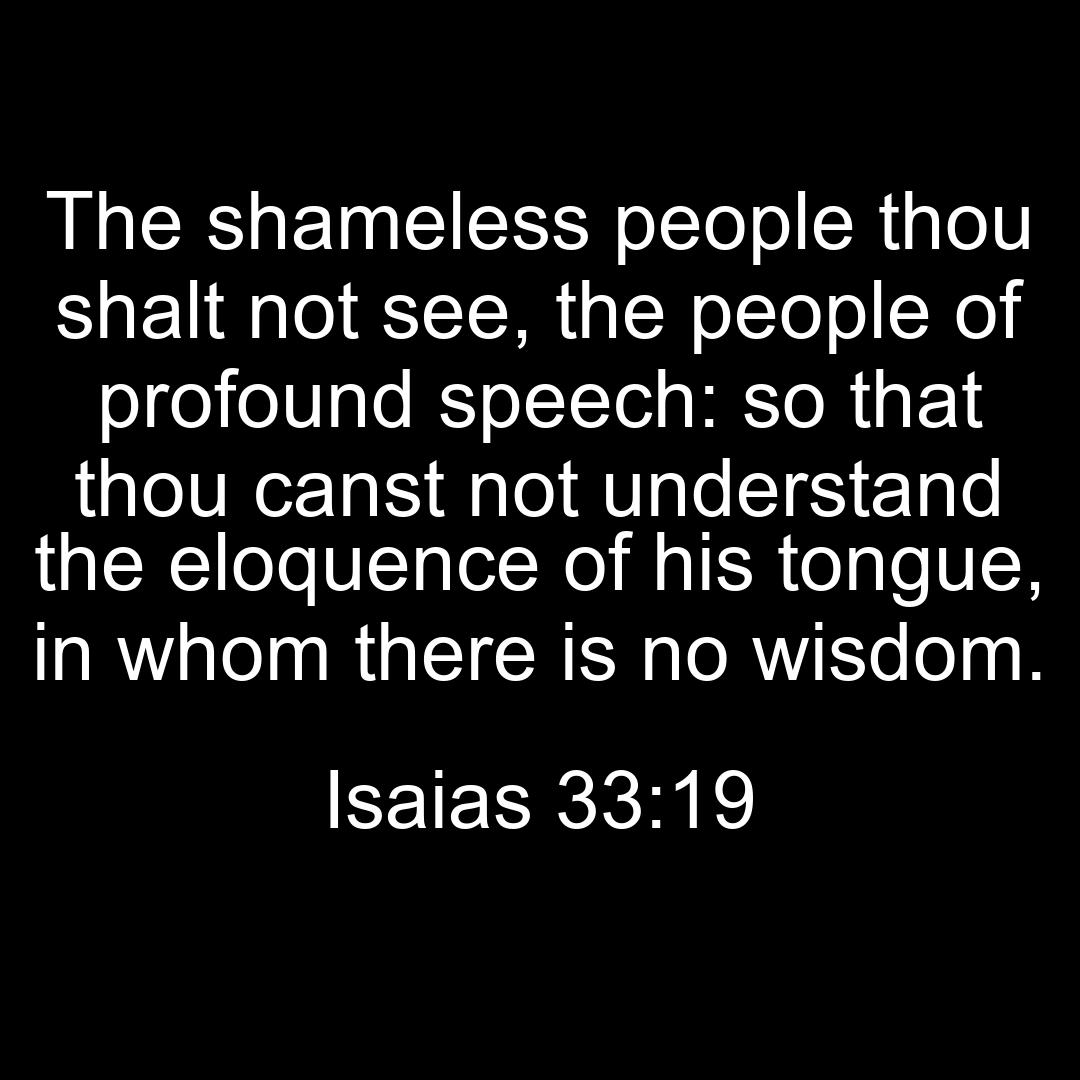 The shameless people thou
shalt not see, the people of
profound speech: so that
thou canst not understand
the eloquence of his tongue,
in whom there is no wisdom.
Isaias 33:19